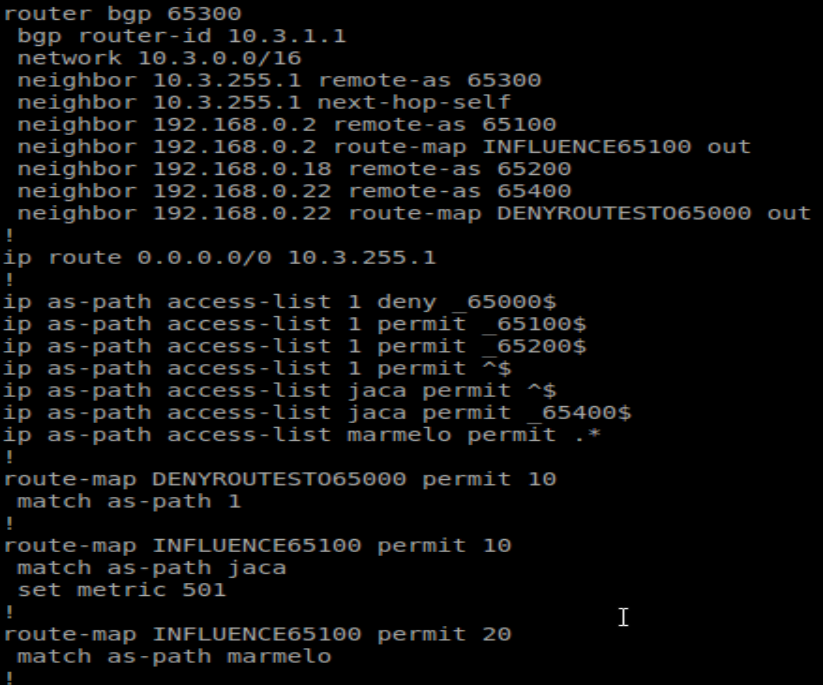 router bgp 65300
 bgp router-id 10.3.1.1
 network 10.3.0.0/16
 neighbor 10.3.255.1 remote-as 65300
 neighbor 10.3.255.1 next-hop-self
 neighbor 192.168.0.2 remote-as 65100
 neighbor 192.168.0.2 route-map INFLUENCE65100 out
 neighbor 192.168.0.18 remote-as 65200
 neighbor 192.168.0.22 remote-as 65400
 neighbor 192.168.0.22 route-map DENYROUTESTO65000 out
!
ip route 0.0.0.0/0 10.3.255.1
!
ip as-path access-list 1 deny _65000$
ip as-path access-list 1 permit _65100$
ip as-path access-list 1 permit _65200$
ip as-path access-list 1 permit ^$
ip as-path access-list jaca permit ^$
ip as-path access-list jaca permit _65400$
ip as-path access-list marmelo permit .*
!
route-map DENYROUTESTO65000 permit 10
 match as-path 1
!
route-map INFLUENCE65100 permit 10
 match as-path jaca
 set metric 501
!
route-map INFLUENCE65100 permit 20
 match as-path marmelo
!